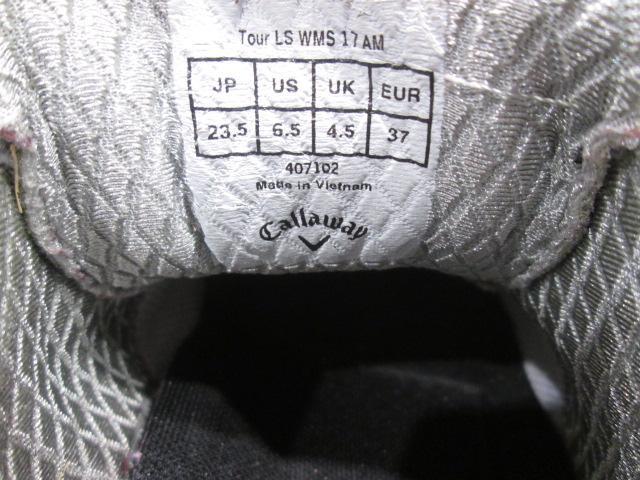 Tour LS WMS 17 AM
JP US UK EUR
23.5 6.5 4.5 37
407102
Made in Vietnam
Callaway